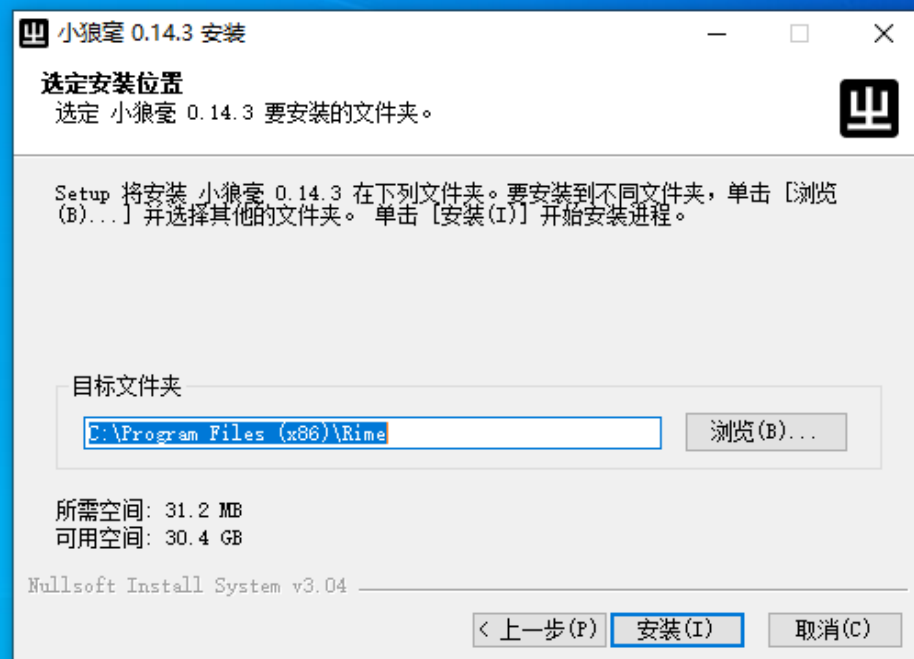 小狼毫 0.14.3 安装
选定安装位置
选定 小狼毫 0.14.3 要安装的文件夹。
Setup 将安装 小狼毫 0.14.3 在下列文件夹。要安装到不同文件夹，单击 [浏览
(B)...] 并选择其他的文件夹。 单击 [安装(I)] 开始安装进程。
目标文件夹
C:\Program Files (x86)\Rime
浏览(B)...
所需空间: 31.2 MB
可用空间: 30.4 GB
Nullsoft Install System v3.04
< 上一步(P)
安装(I)
取消(C)